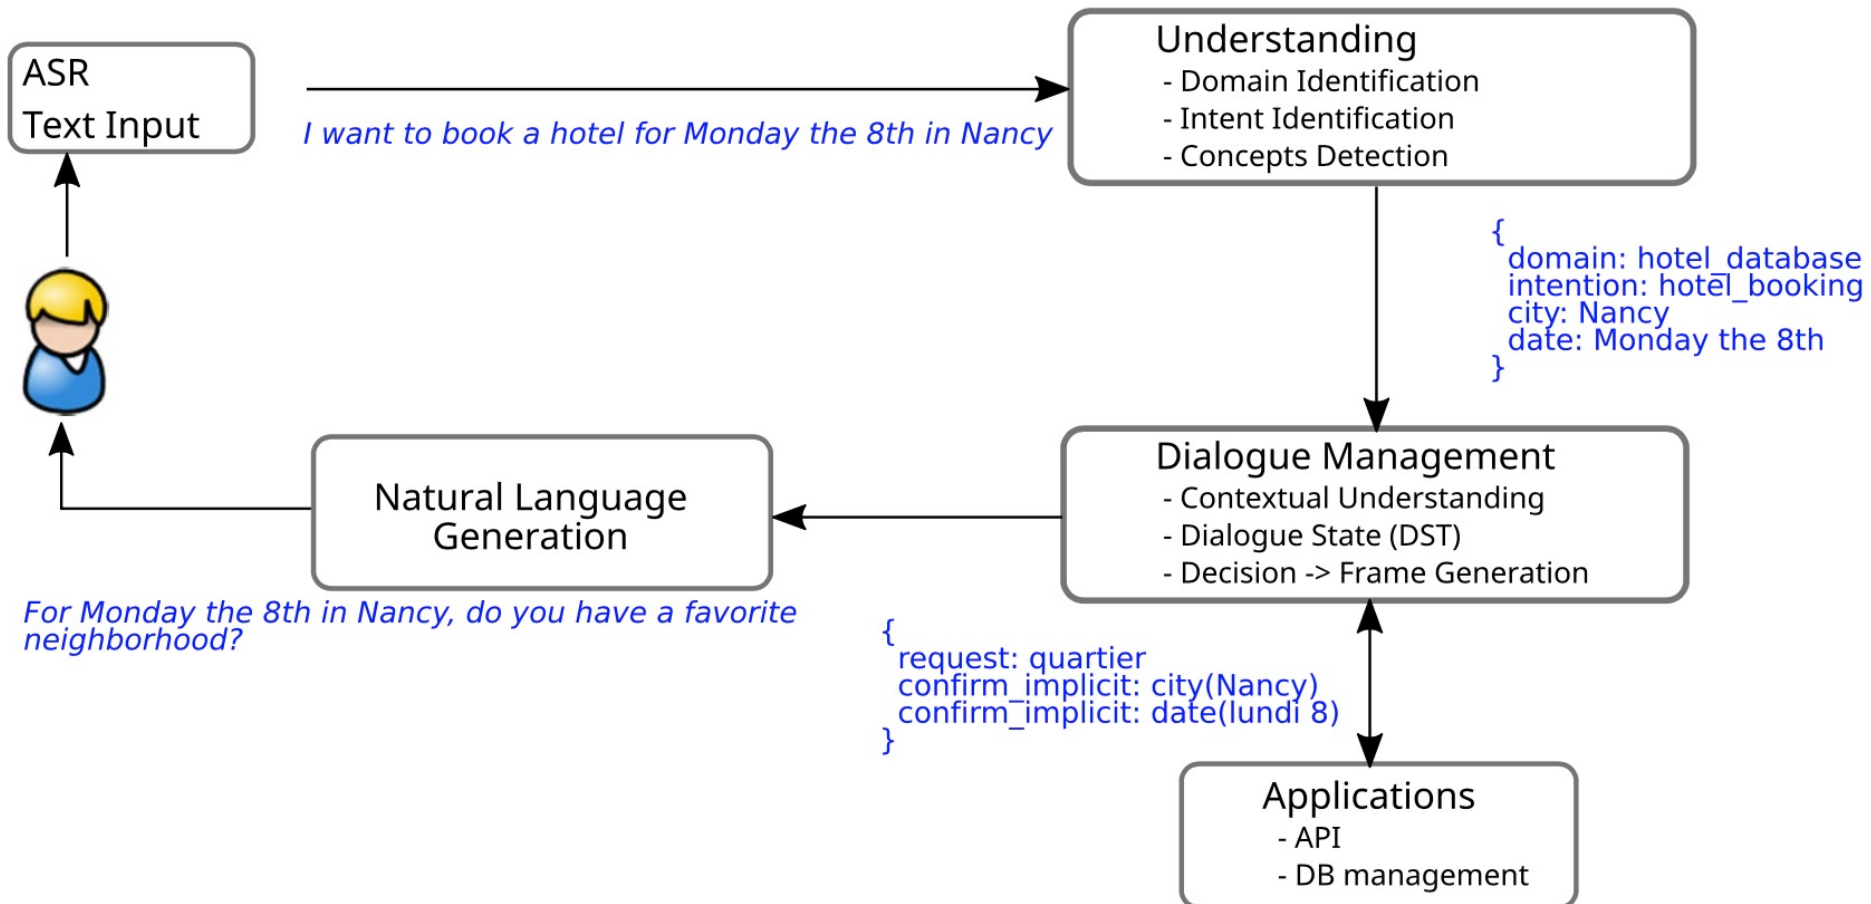 ASR
Text Input
I want to book a hotel for Monday the 8th in Nancy
Understanding
- Domain Identification
- Intent Identification
- Concepts Detection
{
domain: hotel_database
intention: hotel_booking
city: Nancy
date: Monday the 8th
}
Dialogue Management
- Contextual Understanding
- Dialogue State (DST)
- Decision -> Frame Generation
Natural Language
Generation
For Monday the 8th in Nancy, do you have a favorite
neighborhood?
{
request: quartier
confirm_implicit: city(Nancy)
confirm_implicit: date(lundi 8)
}
Applications
- API
- DB management